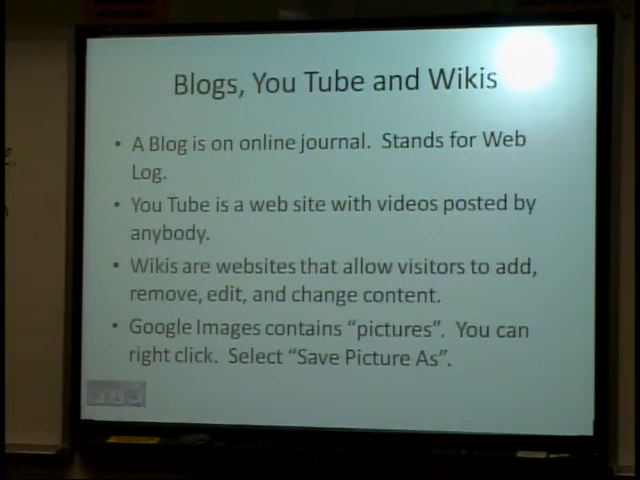 Blogs, You Tube and Wikis
• A Blog is on online journal. Stands for Web
Log.
• You Tube is a web site with videos posted by
anybody.
• Wikis are websites that allow visitors to add,
remove, edit, and change content.
• Google Images contains “pictures”. You can
right click. Select “Save Picture As”.